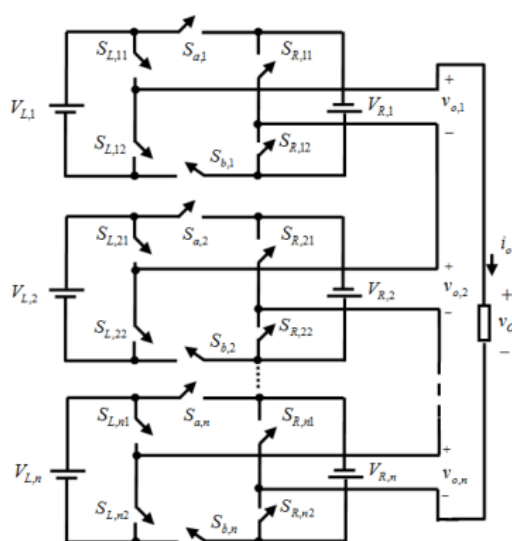 S_{L,11} S_{a,1} S_{R,11}
+
V_{L,1} V_{R,1} v_{o,1}
S_{L,12} S_{b,1} S_{R,12} −
S_{L,21} S_{a,2} S_{R,21}
i_o
+
V_{L,2} V_{R,2} v_{o,2} +
v_o
S_{L,22} S_{b,2} S_{R,22} −
−
S_{L,n1} S_{a,n} S_{R,n1}
+
V_{L,n} V_{R,n} v_{o,n}
S_{L,n2} S_{b,n} S_{R,n2} −